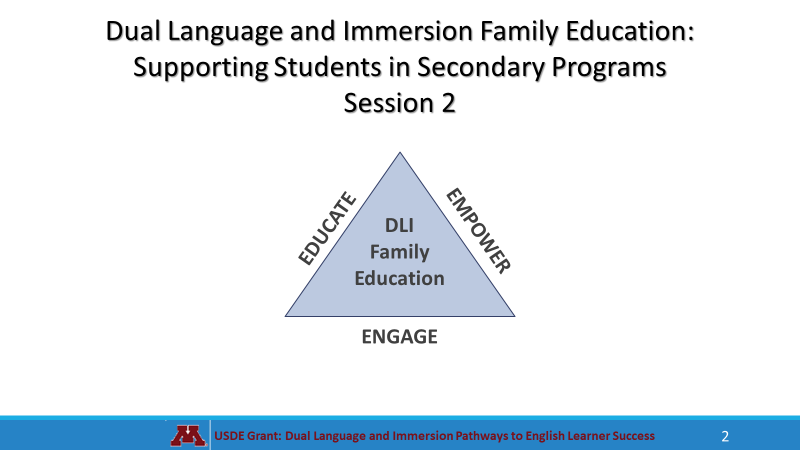 Dual Language and Immersion Family Education:
Supporting Students in Secondary Programs
Session 2
EDUCATE
EMPOWER
DLI
Family
Education
ENGAGE
M
USDE Grant: Dual Language and Immersion Pathways to English Learner Success
2